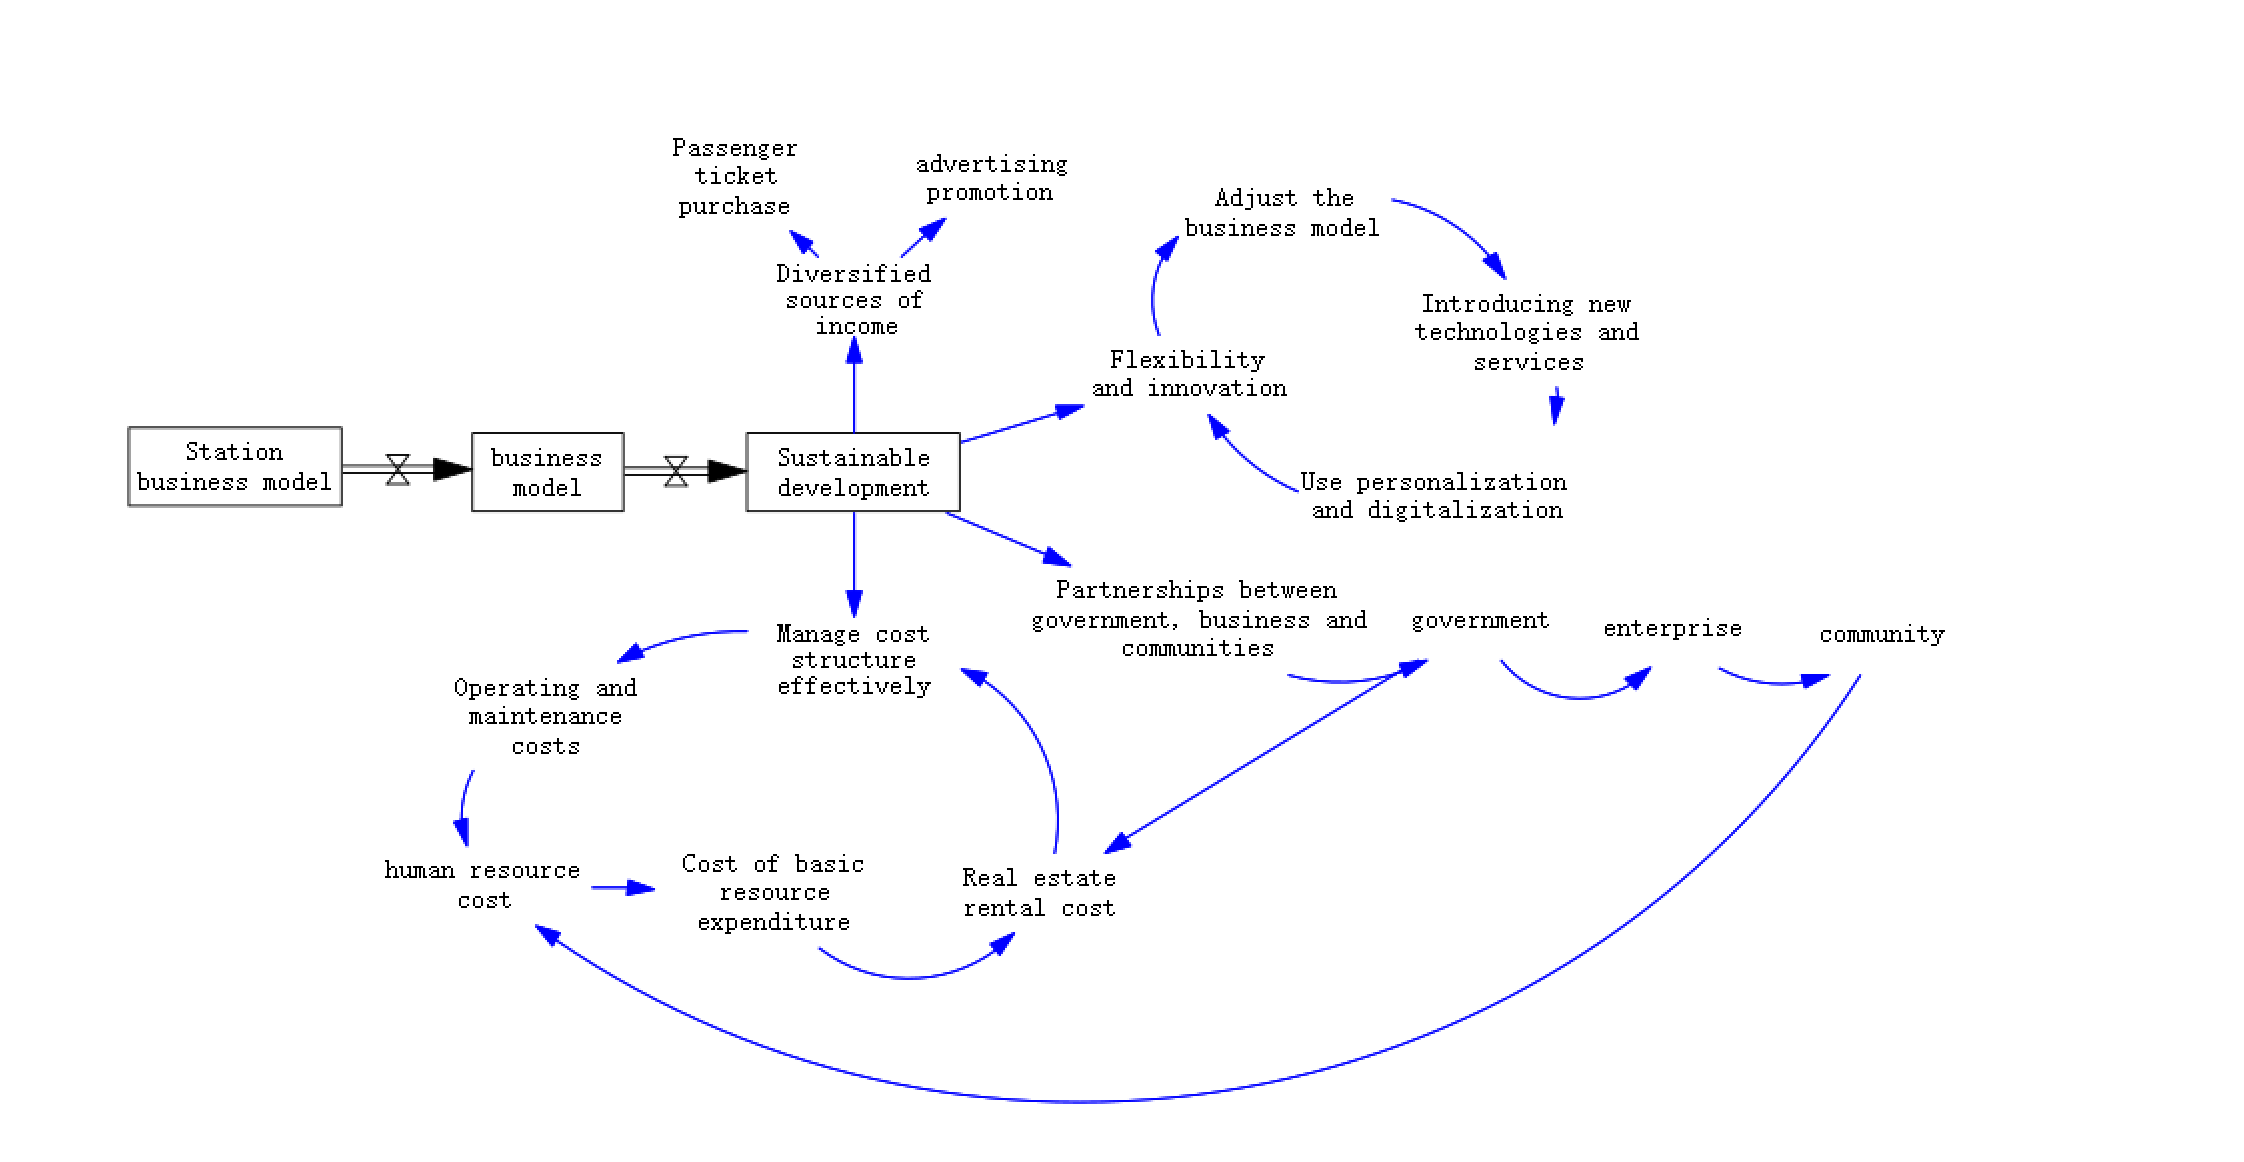 Passenger
ticket
purchase
advertising
promotion
Adjust the
business model
Diversified
sources of
income
Introducing new
technologies and
services
Flexibility
and innovation
Station
business model
business
model
Sustainable
development
Use personalization
and digitalization
Partnerships between
government, business and
communities
government
enterprise
community
Manage cost
structure
effectively
Operating and
maintenance
costs
human resource
cost
Cost of basic
resource
expenditure
Real estate
rental cost